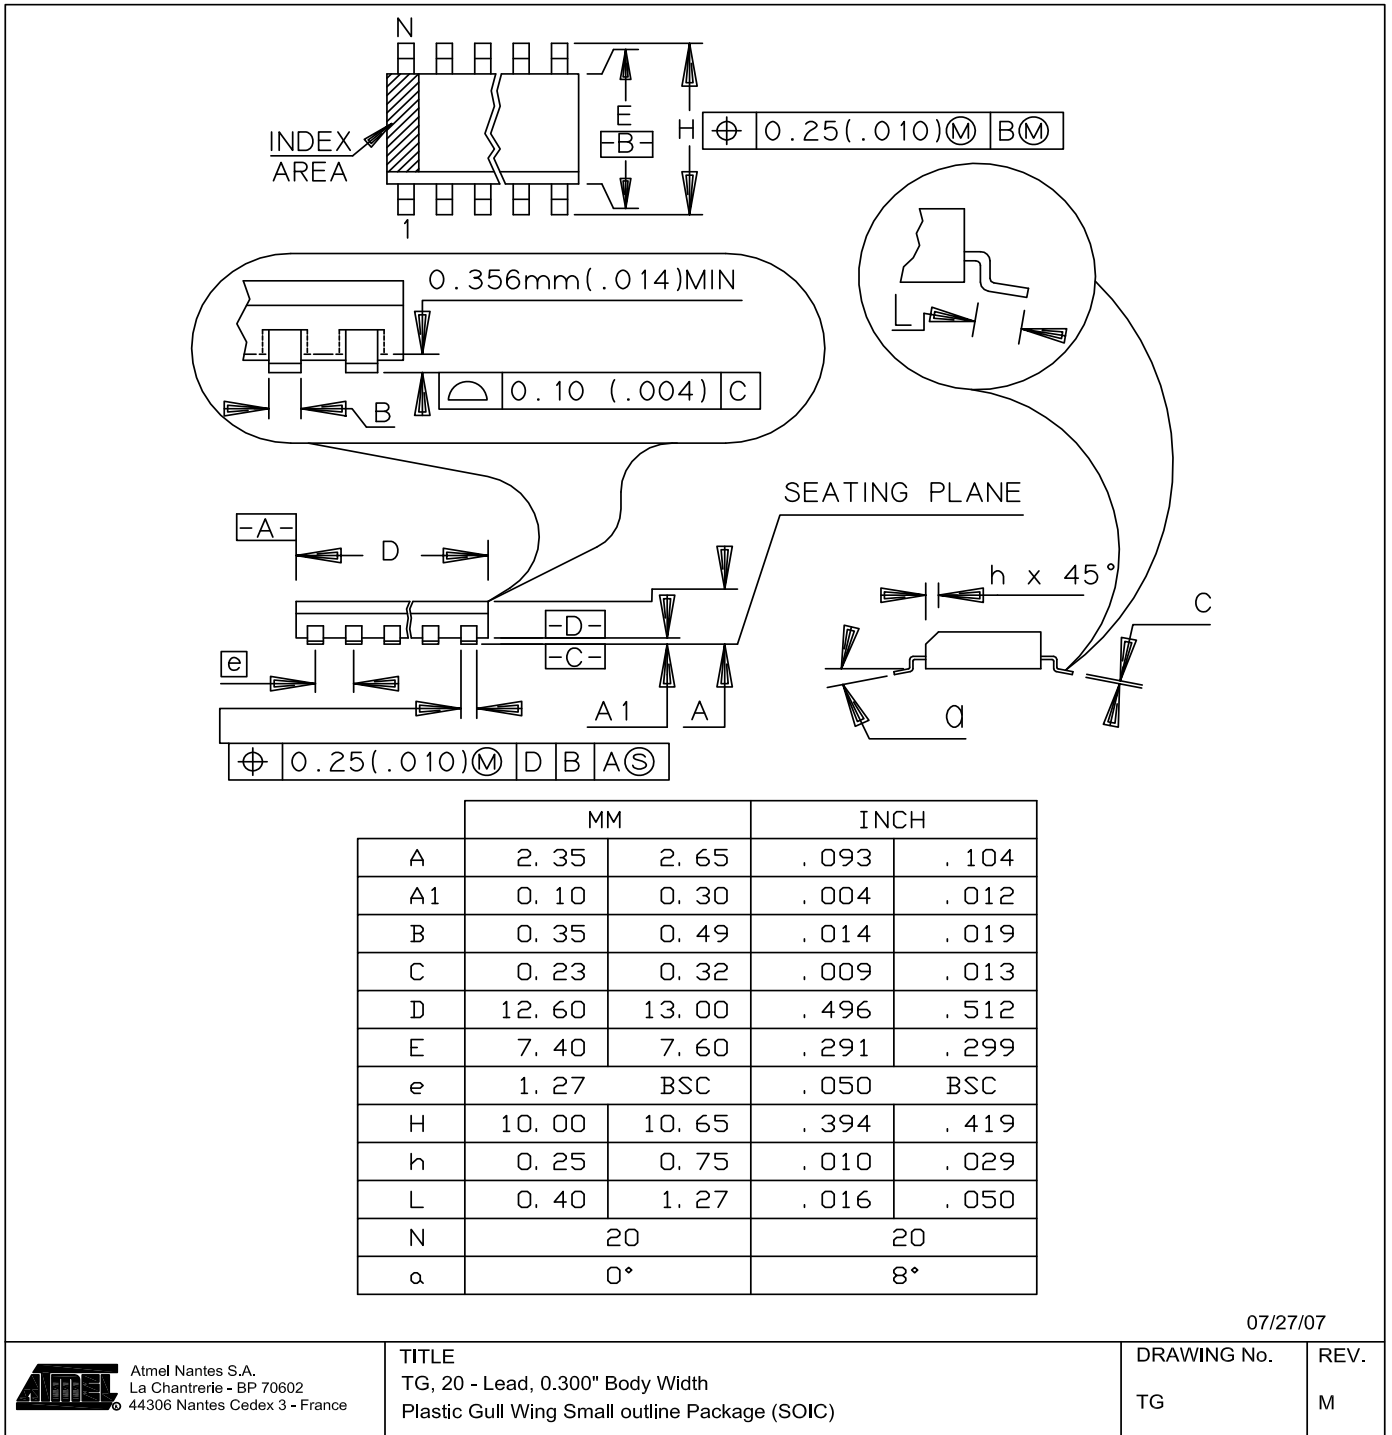 N
INDEX
AREA
1
E
-B-
H
⌖ 0.25(.010)Ⓜ BⓂ
L
0.356mm(.014)MIN
B
⌓ 0.10 (.004) C
SEATING PLANE
-A-
D
h x 45°
C
-D-
-C-
e
A1
A
a
⌖ 0.25(.010)Ⓜ D B AⓈ
MM INCH
A 2.35 2.65 .093 .104
A1 0.10 0.30 .004 .012
B 0.35 0.49 .014 .019
C 0.23 0.32 .009 .013
D 12.60 13.00 .496 .512
E 7.40 7.60 .291 .299
e 1.27 BSC .050 BSC
H 10.00 10.65 .394 .419
h 0.25 0.75 .010 .029
L 0.40 1.27 .016 .050
N 20 20
a 0° 8°
07/27/07
ATMEL ®
Atmel Nantes S.A.
La Chantrerie - BP 70602
44306 Nantes Cedex 3 - France
TITLE
TG, 20 - Lead, 0.300" Body Width
Plastic Gull Wing Small outline Package (SOIC)
DRAWING No.
TG
REV.
M